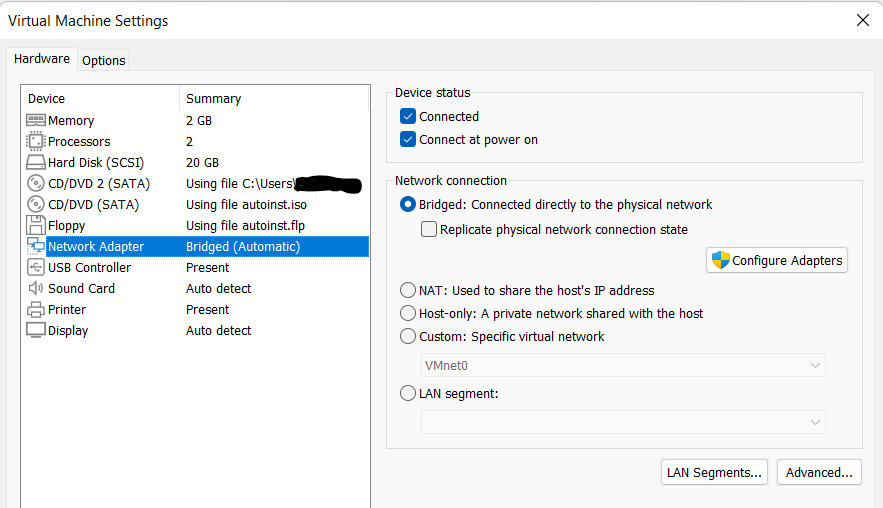 Virtual Machine Settings
Hardware Options
Device Summary
Memory 2 GB
Processors 2
Hard Disk (SCSI) 20 GB
CD/DVD 2 (SATA) Using file C:\Users\
CD/DVD (SATA) Using file autoinst.iso
Floppy Using file autoinst.flp
Network Adapter Bridged (Automatic)
USB Controller Present
Sound Card Auto detect
Printer Present
Display Auto detect
Device status
Connected
Connect at power on
Network connection
Bridged: Connected directly to the physical network
Replicate physical network connection state
Configure Adapters
NAT: Used to share the host's IP address
Host-only: A private network shared with the host
Custom: Specific virtual network
VMnet0
LAN segment:
LAN Segments... Advanced...